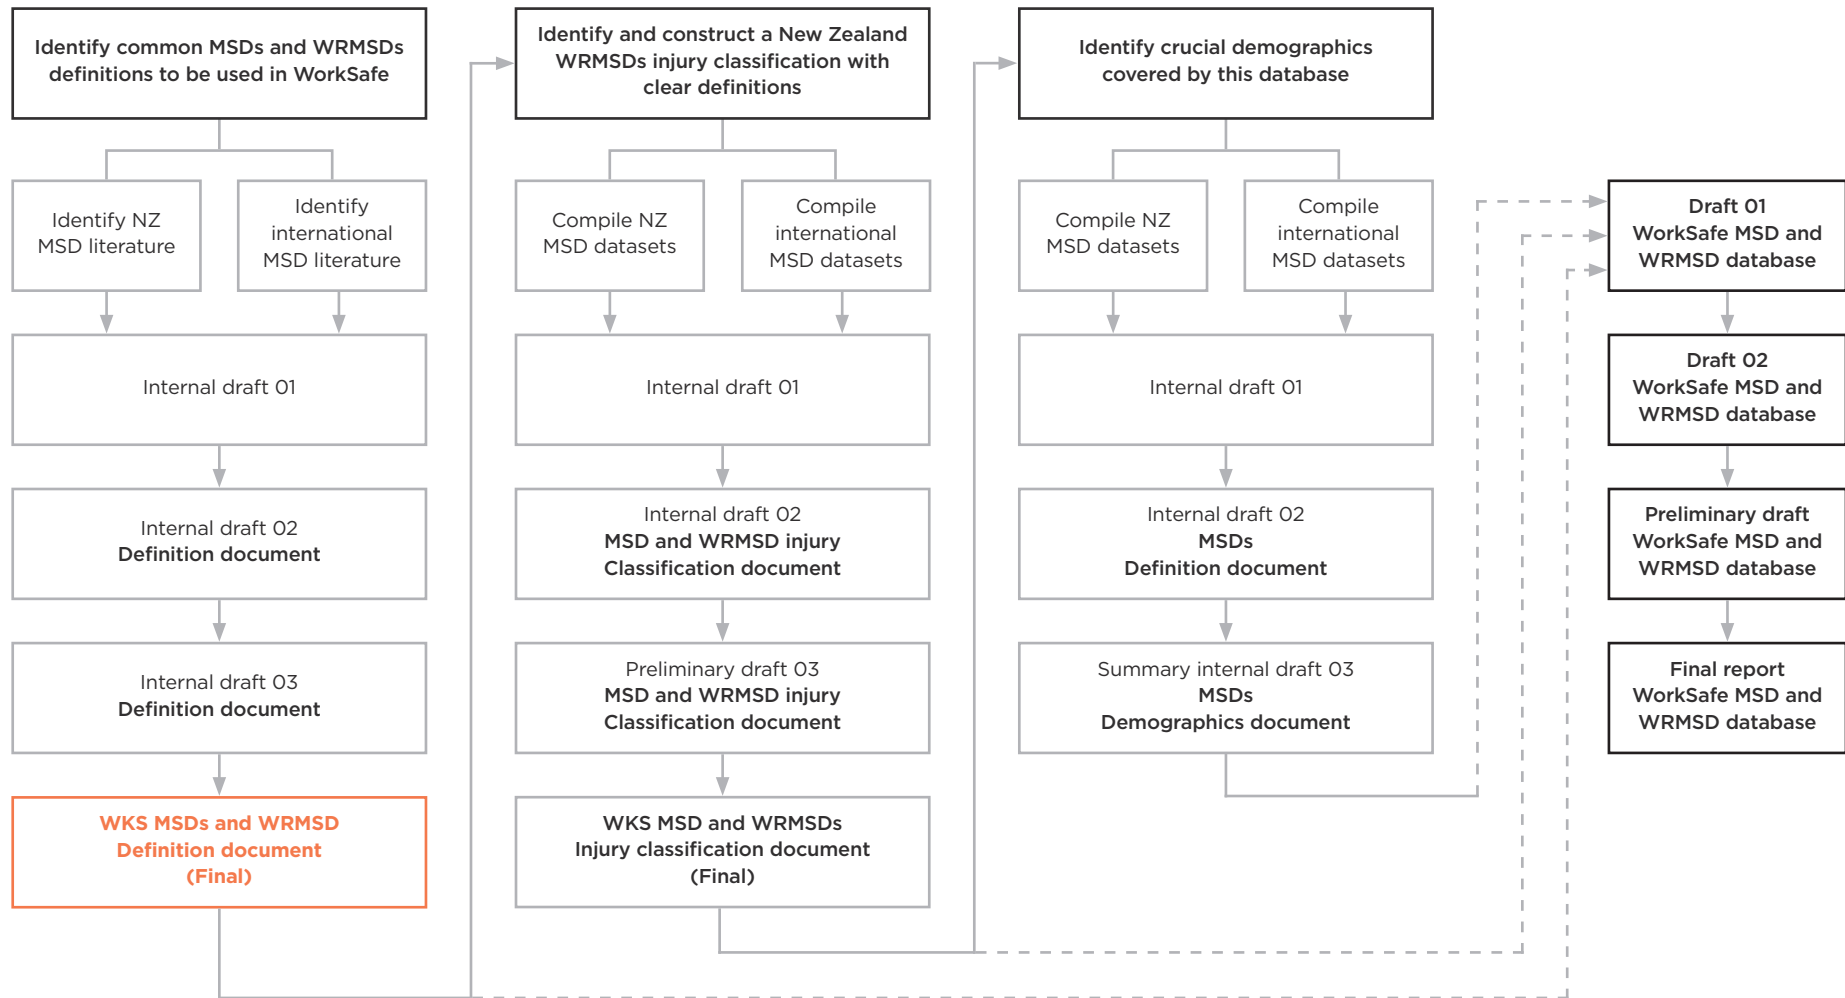 Identify common MSDs and WRMSDs
definitions to be used in WorkSafe
Identify NZ
MSD literature
Identify
international
MSD literature
Internal draft 01
Internal draft 02
Definition document
Internal draft 03
Definition document
WKS MSDs and WRMSD
Definition document
(Final)
Identify and construct a New Zealand
WRMSDs injury classification with
clear definitions
Compile NZ
MSD datasets
Compile
international
MSD datasets
Internal draft 01
Internal draft 02
MSD and WRMSD injury
Classification document
Preliminary draft 03
MSD and WRMSD injury
Classification document
WKS MSD and WRMSDs
Injury classification document
(Final)
Identify crucial demographics
covered by this database
Compile NZ
MSD datasets
Compile
international
MSD datasets
Internal draft 01
Internal draft 02
MSDs
Definition document
Summary internal draft 03
MSDs
Demographics document
Draft 01
WorkSafe MSD and
WRMSD database
Draft 02
WorkSafe MSD and
WRMSD database
Preliminary draft
WorkSafe MSD and
WRMSD database
Final report
WorkSafe MSD and
WRMSD database